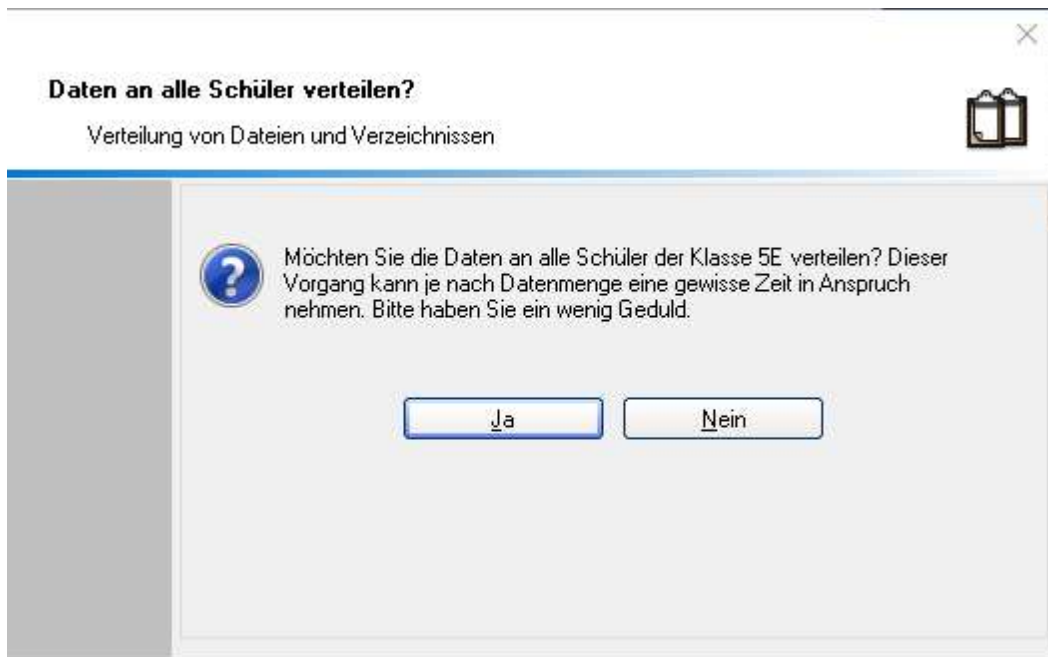 Daten an alle Schüler verteilen?
Verteilung von Dateien und Verzeichnissen
Möchten Sie die Daten an alle Schüler der Klasse 5E verteilen? Dieser
Vorgang kann je nach Datenmenge eine gewisse Zeit in Anspruch
nehmen. Bitte haben Sie ein wenig Geduld.
Ja
Nein